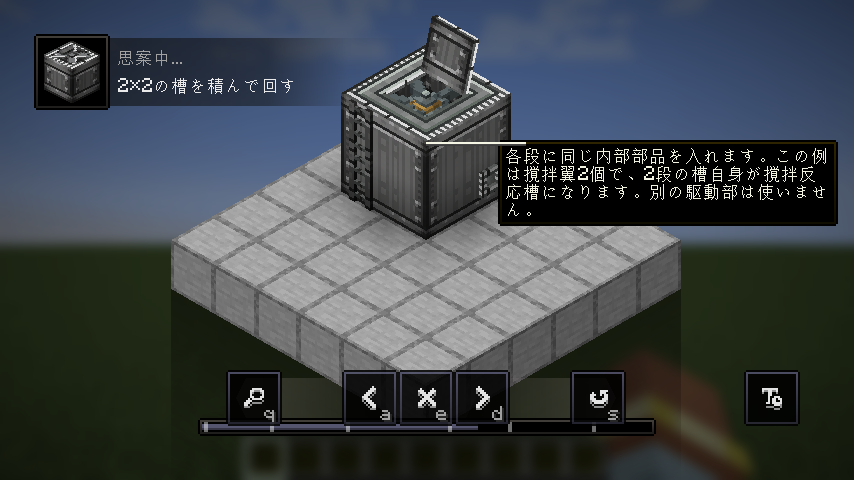 思案中...
2×2の槽を積んで回す
各段に同じ内部部品を入れます。この例
は撹拌翼2個で、2段の槽自身が撹拌反
応槽になります。別の駆動部は使いませ
ん。
q
a
e
d
s
T